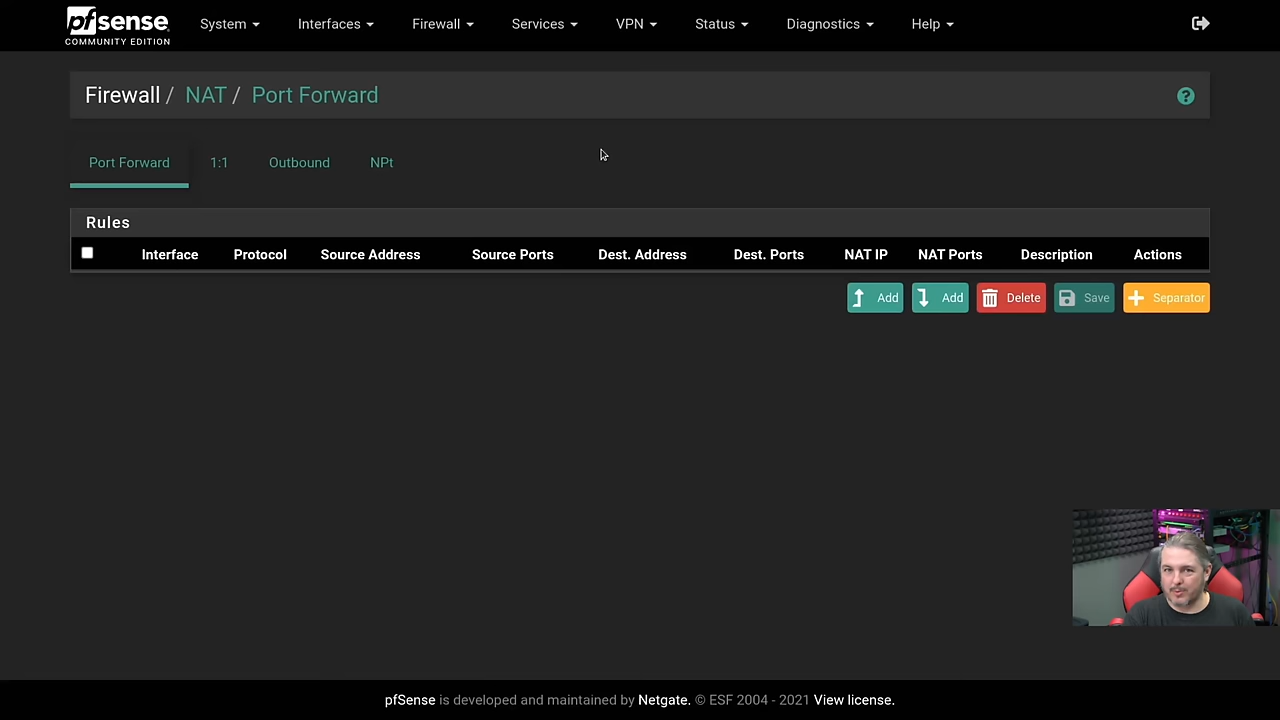 pfsense
COMMUNITY EDITION
System Interfaces Firewall Services VPN Status Diagnostics Help
Firewall / NAT / Port Forward
Port Forward 1:1 Outbound NPt
Rules
Interface Protocol Source Address Source Ports Dest. Address Dest. Ports NAT IP NAT Ports Description Actions
Add Add Delete Save Separator
pfSense is developed and maintained by Netgate. © ESF 2004 - 2021 View license.